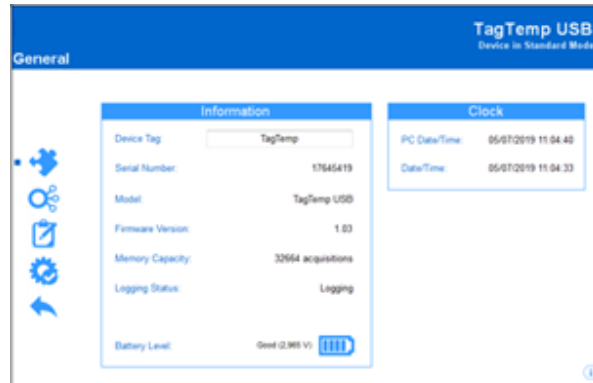 TagTemp USB
Device in Standard Mode
General
Information
Device Tag: TagTemp
Serial Number: 17645419
Model: TagTemp USB
Firmware Version: 1.03
Memory Capacity: 32664 acquisitions
Logging Status: Logging
Battery Level: Good (2,965 V)
Clock
PC Date/Time: 05/07/2019 11:04:40
Date/Time: 05/07/2019 11:04:33